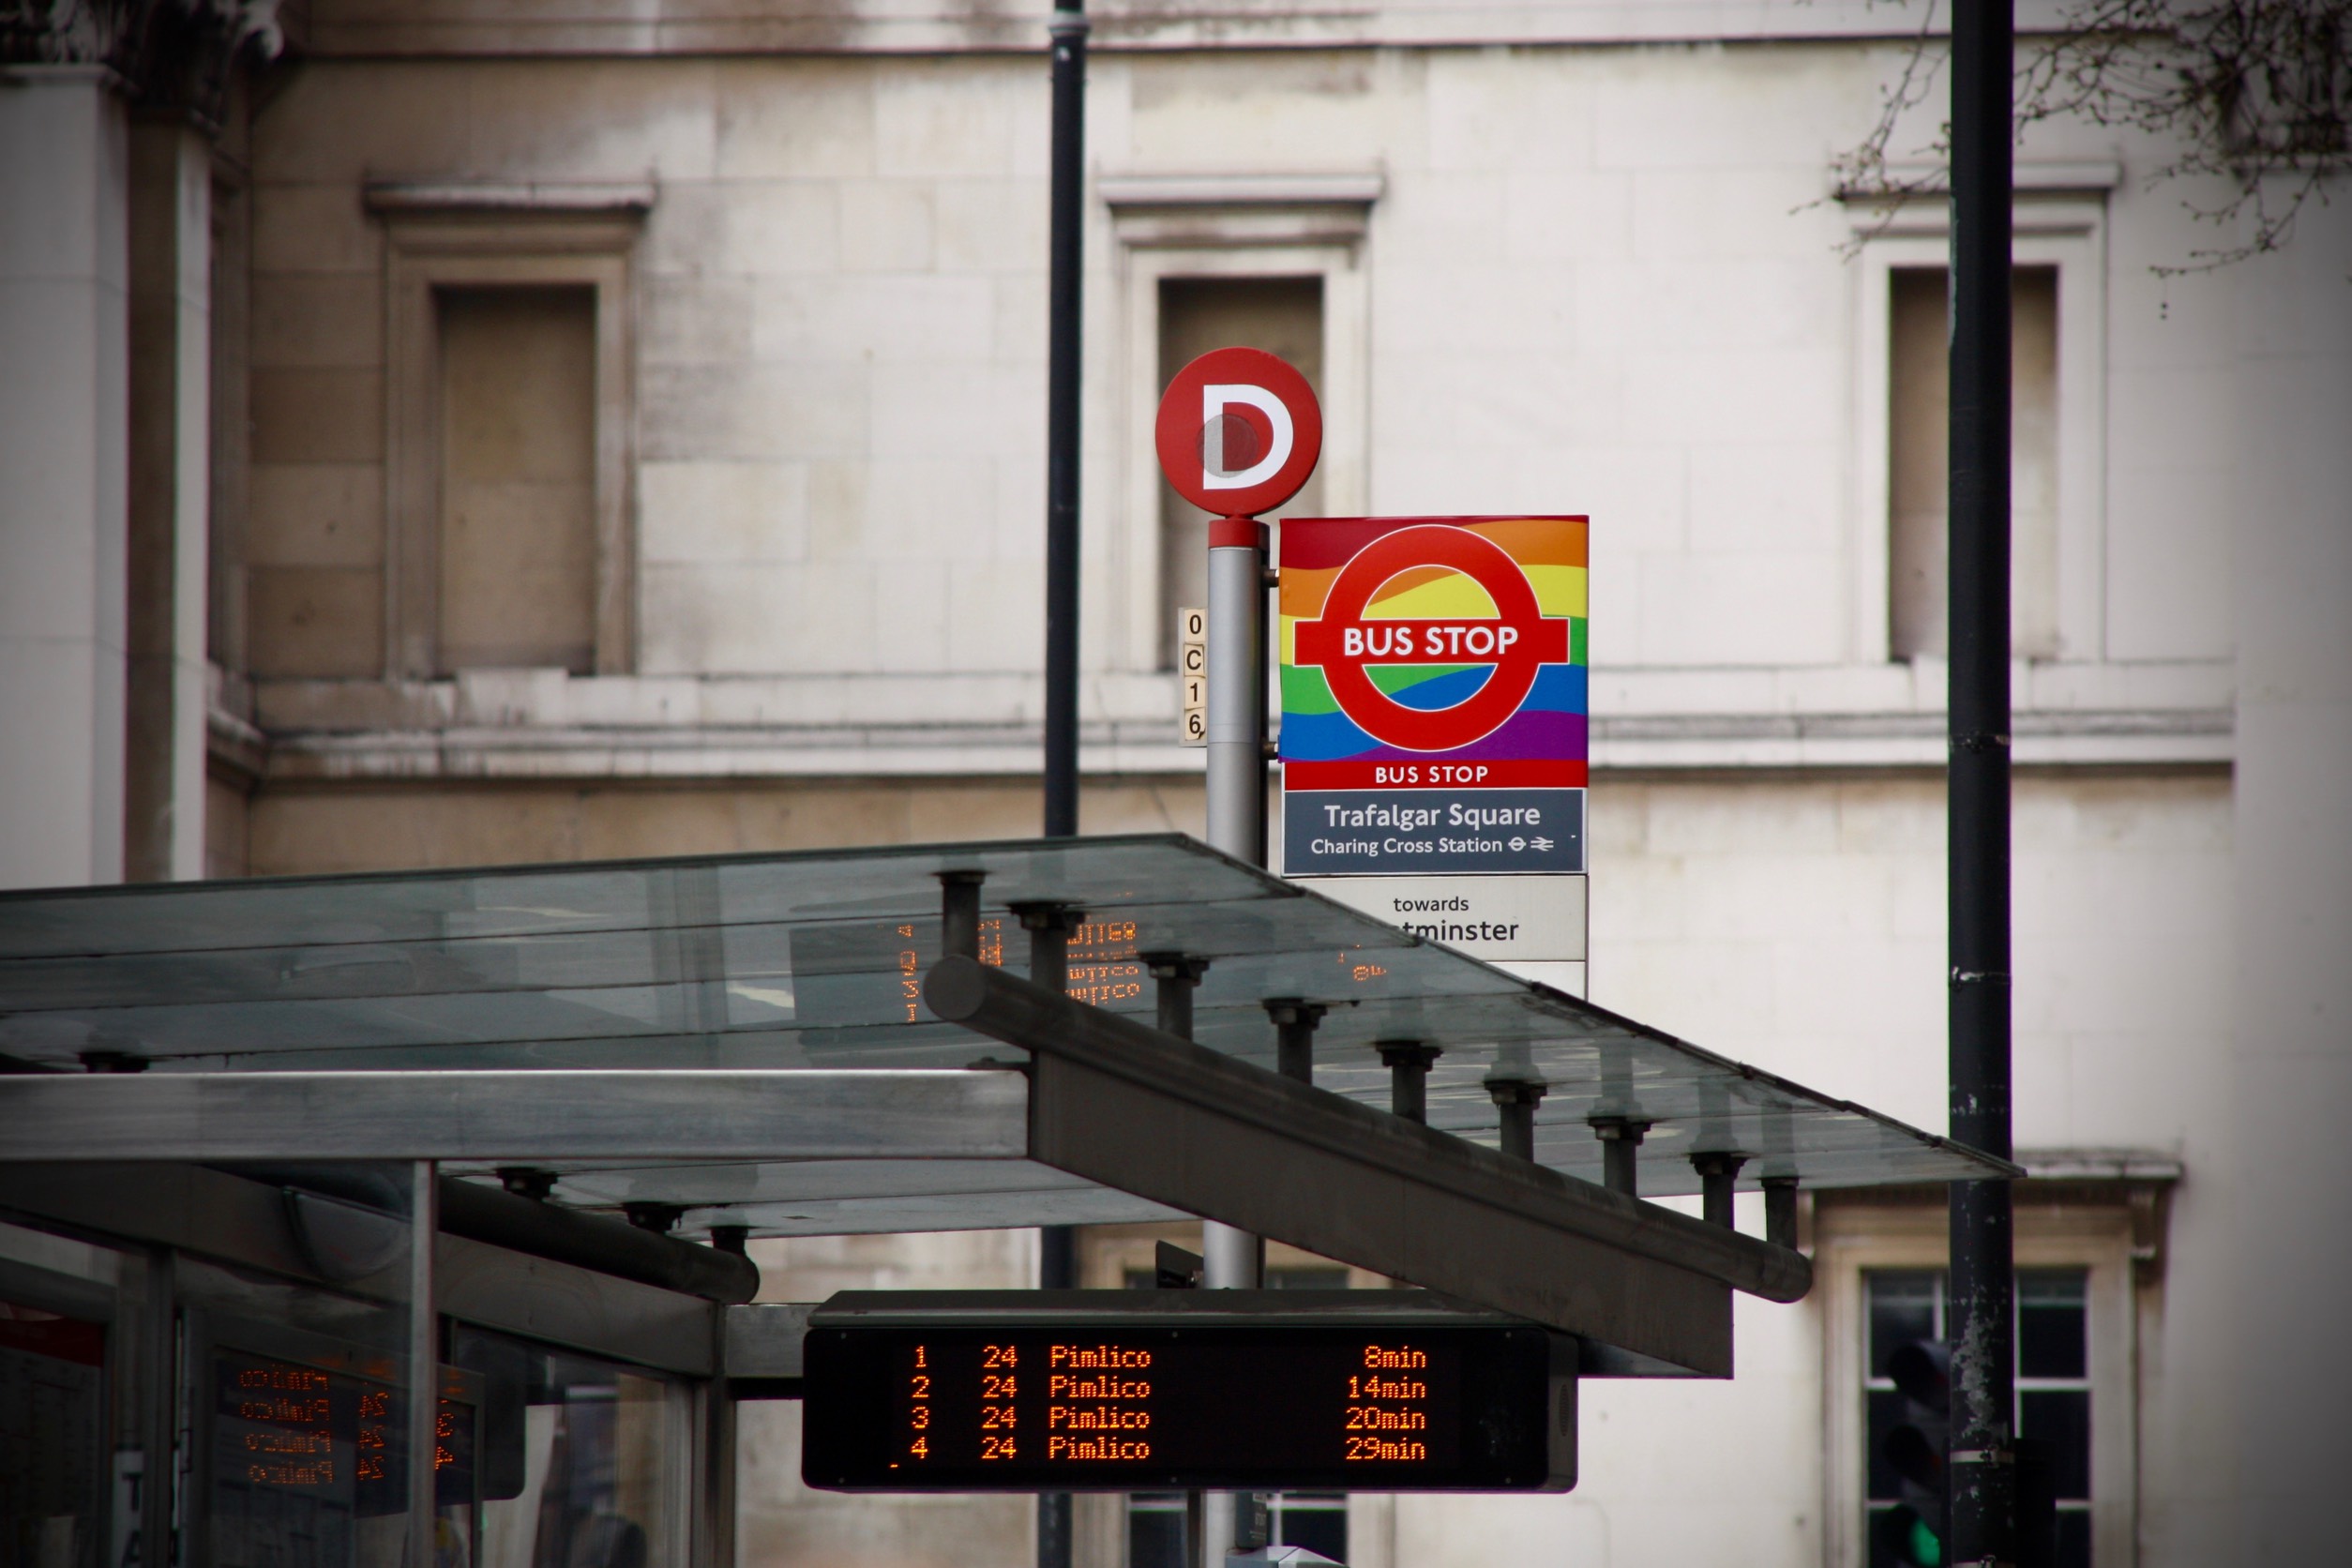 D
0
C
1
6
BUS STOP
BUS STOP
Trafalgar Square
Charing Cross Station
towards
tminster
1 24 Pimlico 8min
2 24 Pimlico 14min
3 24 Pimlico 20min
4 24 Pimlico 29min